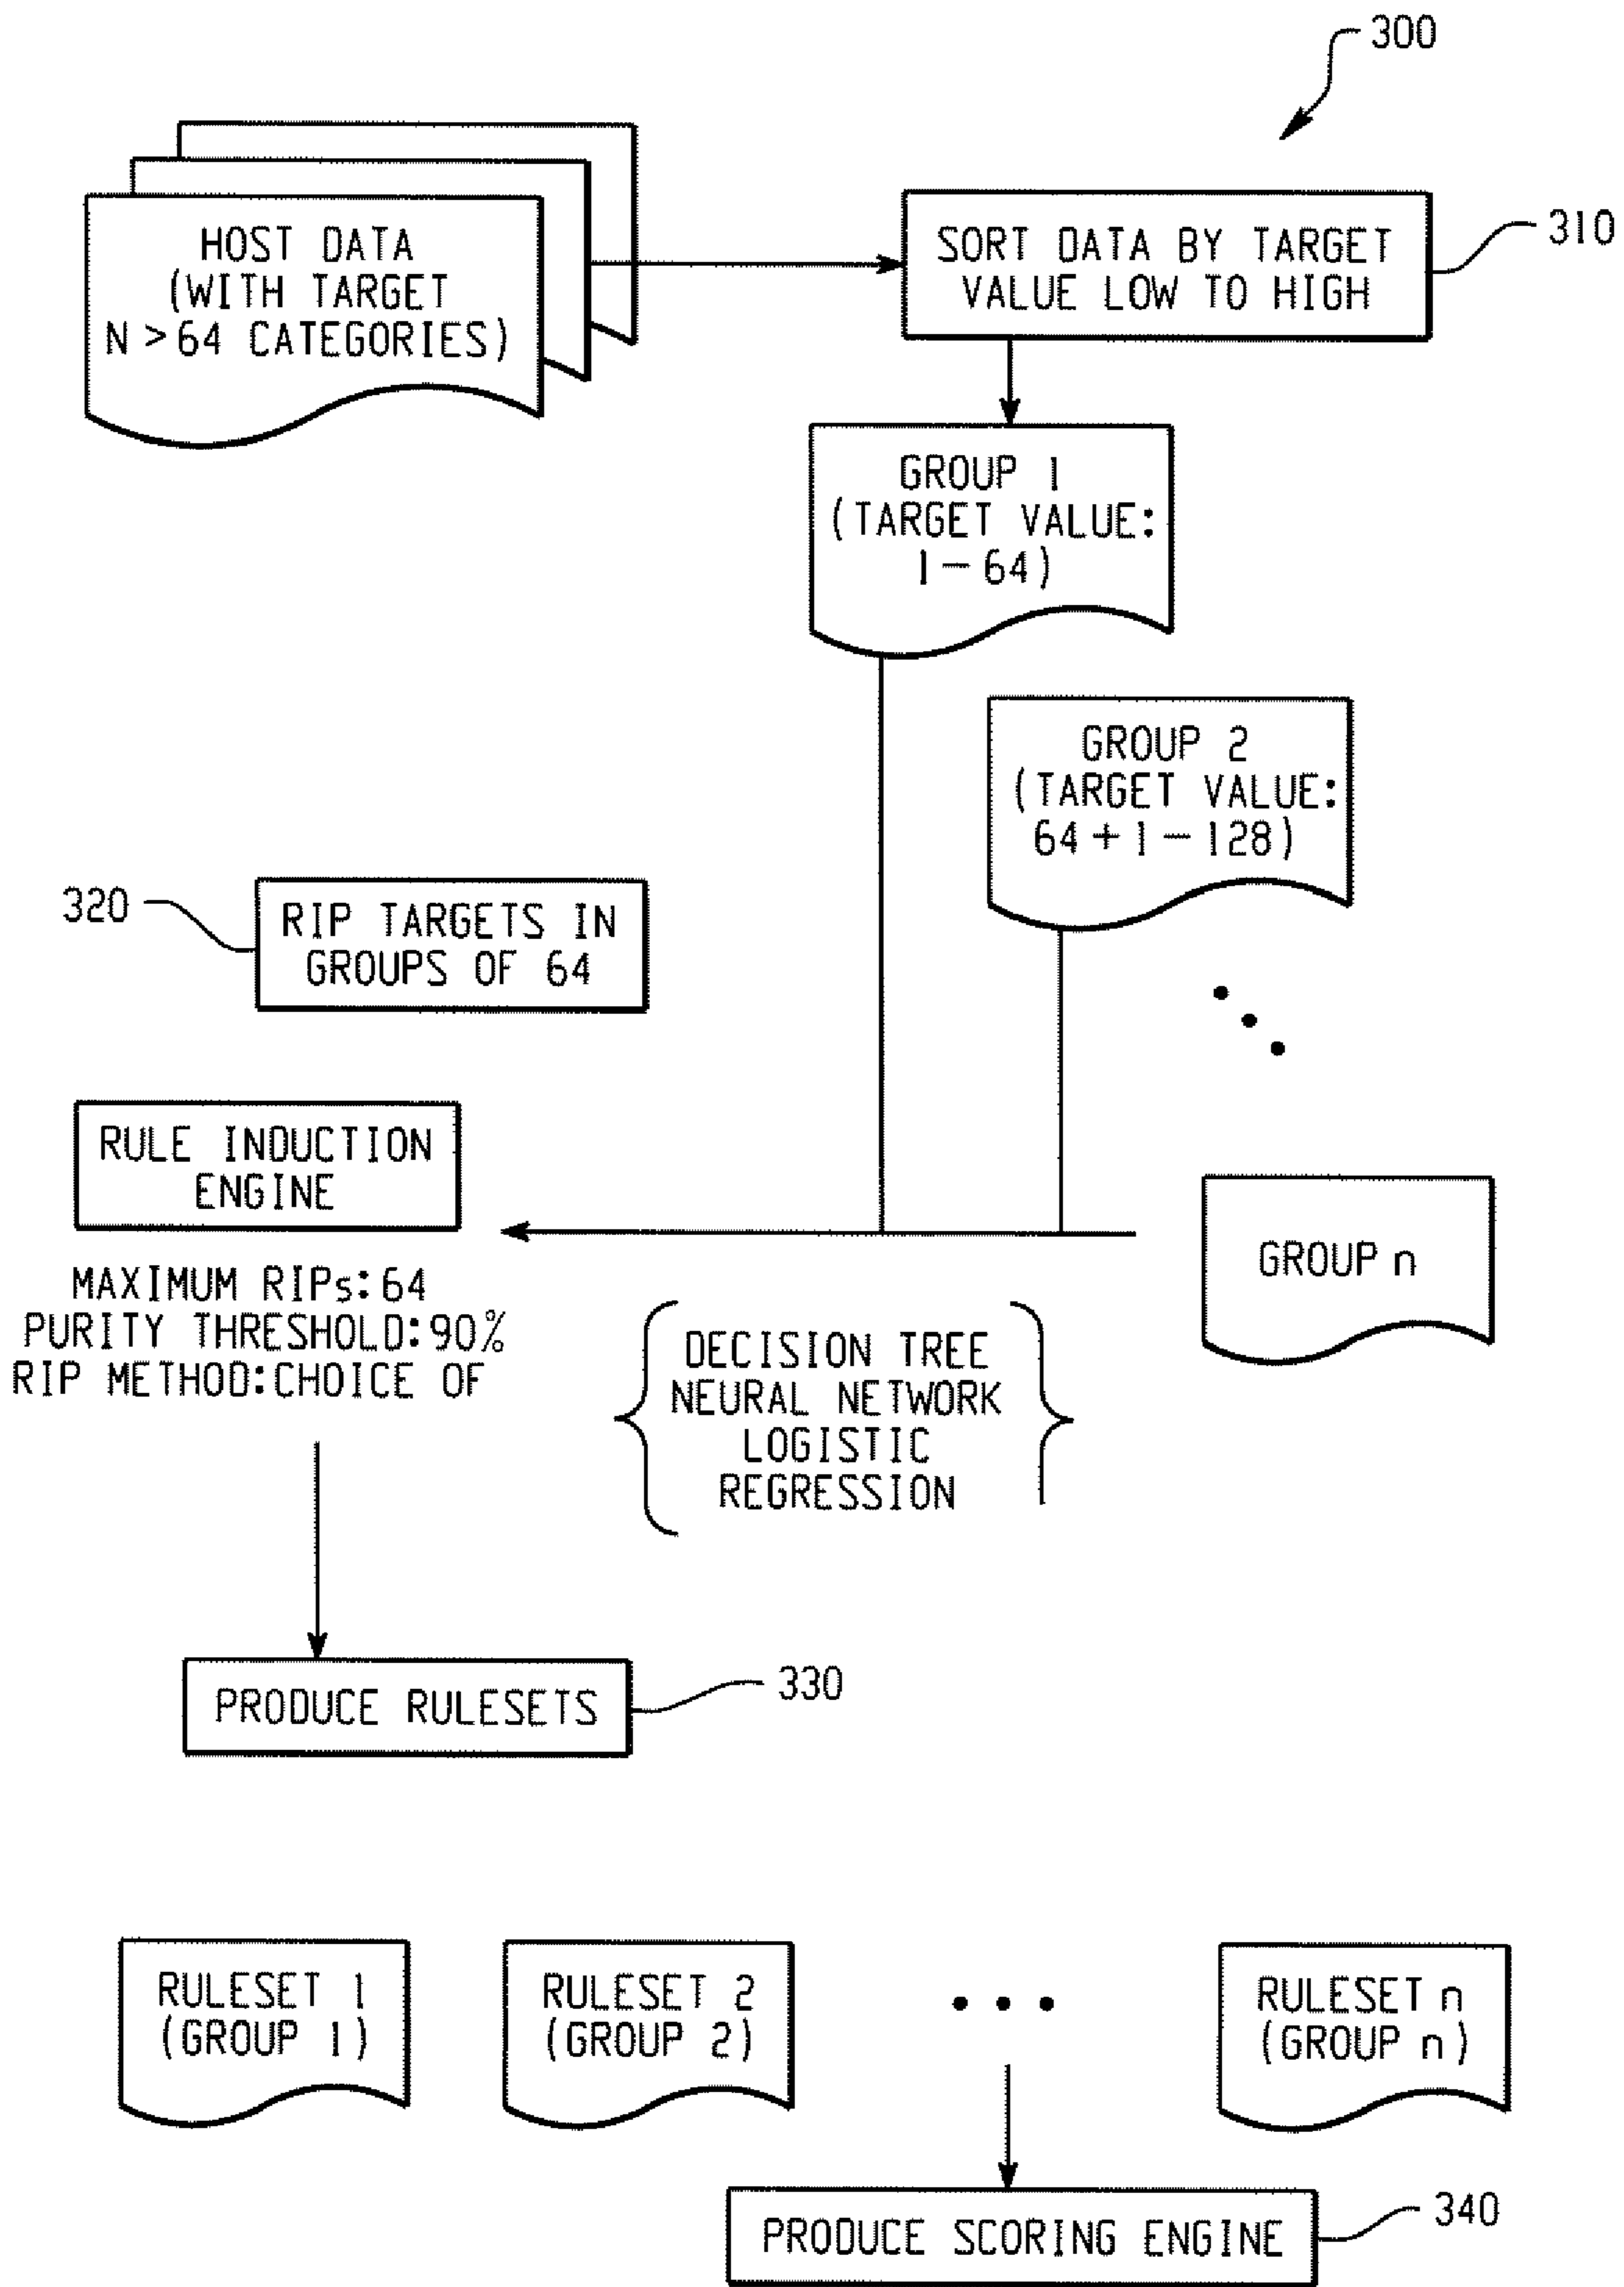 300
HOST DATA
(WITH TARGET
N > 64 CATEGORIES)
SORT DATA BY TARGET
VALUE LOW TO HIGH
310
GROUP 1
(TARGET VALUE:
1 – 64)
GROUP 2
(TARGET VALUE:
64 + 1 – 128)
320
RIP TARGETS IN
GROUPS OF 64
RULE INDUCTION
ENGINE
GROUP n
MAXIMUM RIPs:64
PURITY THRESHOLD:90%
RIP METHOD:CHOICE OF
DECISION TREE
NEURAL NETWORK
LOGISTIC
REGRESSION
PRODUCE RULESETS
330
RULESET 1
(GROUP 1)
RULESET 2
(GROUP 2)
RULESET n
(GROUP n)
PRODUCE SCORING ENGINE
340